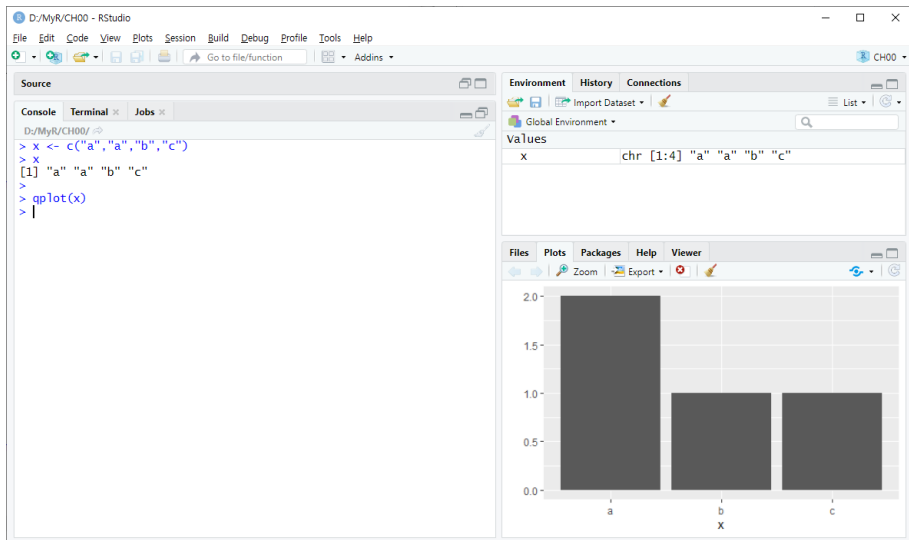 D:/MyR/CH00 - RStudio
File Edit Code View Plots Session Build Debug Profile Tools Help
Go to file/function Addins CH00
Source
Console Terminal Jobs
D:/MyR/CH00/
> x <- c("a","a","b","c")
> x
[1] "a" "a" "b" "c"
>
> qplot(x)
>
Environment History Connections
Import Dataset List
Global Environment
Values
x chr [1:4] "a" "a" "b" "c"
Files Plots Packages Help Viewer
Zoom Export
2.0
1.5
1.0
0.5
0.0
a b c
x